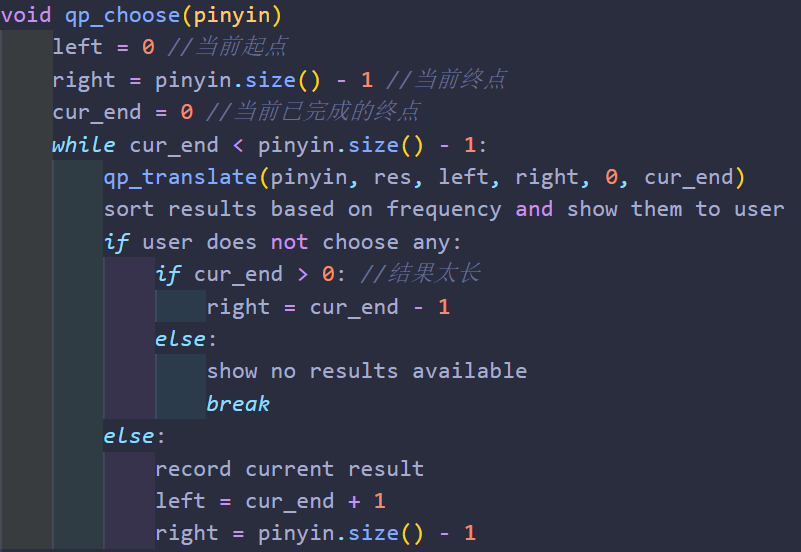 void qp_choose(pinyin)
left = 0 //当前起点
right = pinyin.size() - 1 //当前终点
cur_end = 0 //当前已完成的终点
while cur_end < pinyin.size() - 1:
qp_translate(pinyin, res, left, right, 0, cur_end)
sort results based on frequency and show them to user
if user does not choose any:
if cur_end > 0: //结果太长
right = cur_end - 1
else:
show no results available
break
else:
record current result
left = cur_end + 1
right = pinyin.size() - 1